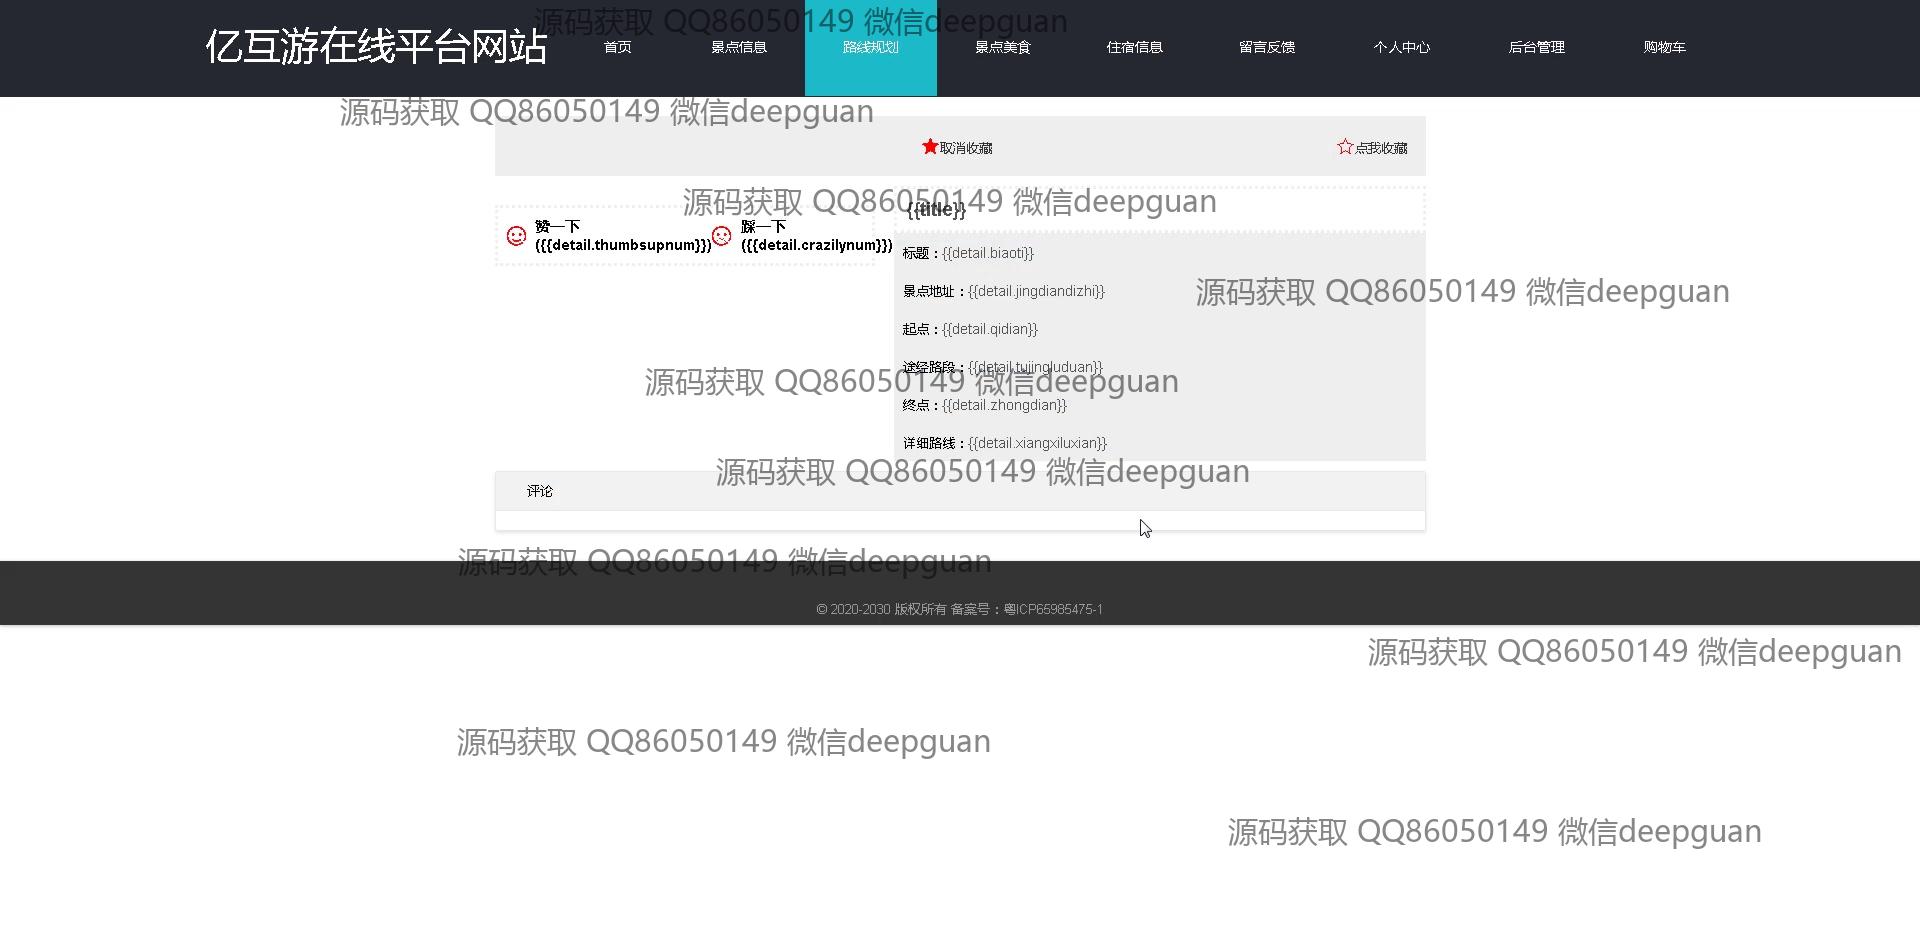 源码获取 QQ86050149 微信deepguan
亿互游在线平台网站 首页 景点信息 路线规划 景点美食 住宿信息 留言反馈 个人中心 后台管理 购物车
源码获取 QQ86050149 微信deepguan
取消收藏 点我收藏
源码获取 QQ86050149 微信deepguan
{{title}}
赞一下
({{detail.thumbsupnum}})
踩一下
({{detail.crazilynum}})
标题：{{detail.biaoti}}
景点地址：{{detail.jingdiandizhi}}
源码获取 QQ86050149 微信deepguan
起点：{{detail.qidian}}
途经路段：{{detail.tujingluduan}}
源码获取 QQ86050149 微信deepguan
终点：{{detail.zhongdian}}
详细路线：{{detail.xiangxiluxian}}
源码获取 QQ86050149 微信deepguan
评论
源码获取 QQ86050149 微信deepguan
© 2020-2030 版权所有 备案号：粤ICP65985475-1
源码获取 QQ86050149 微信deepguan
源码获取 QQ86050149 微信deepguan
源码获取 QQ86050149 微信deepguan